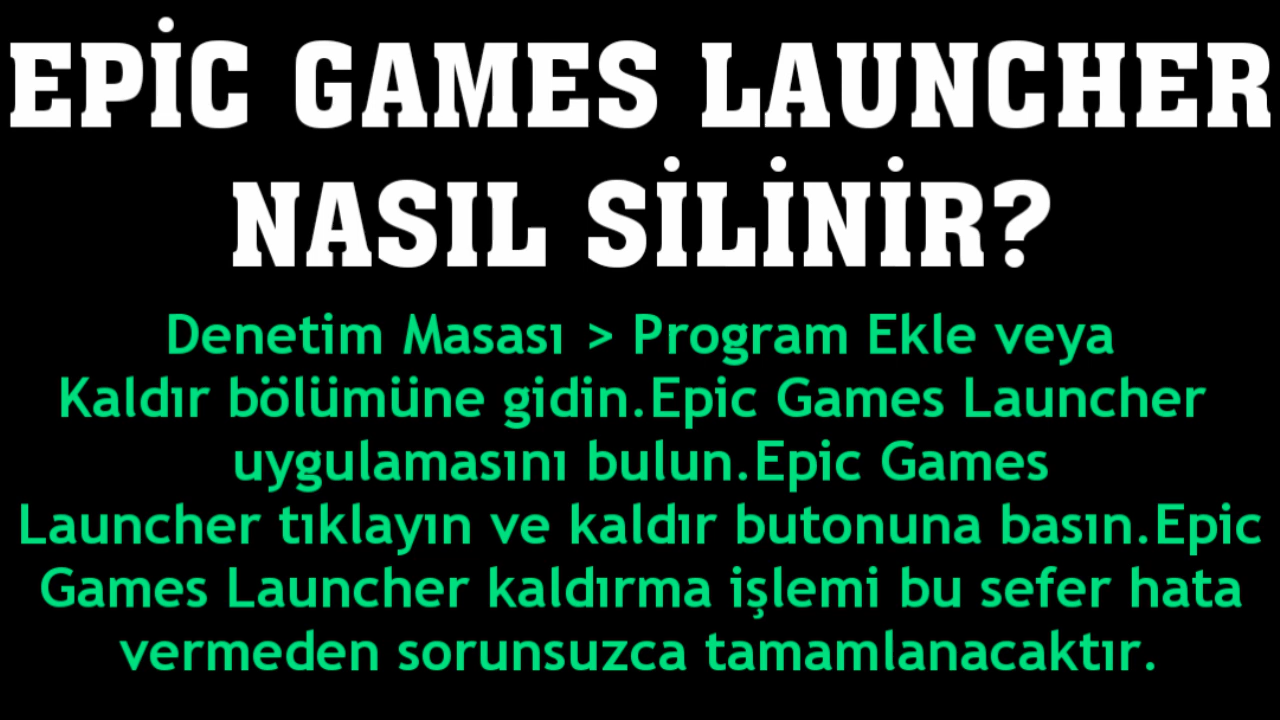 EPİC GAMES LAUNCHER
NASIL SİLİNİR?
Denetim Masası > Program Ekle veya
Kaldır bölümüne gidin.Epic Games Launcher
uygulamasını bulun.Epic Games
Launcher tıklayın ve kaldır butonuna basın.Epic
Games Launcher kaldırma işlemi bu sefer hata
vermeden sorunsuzca tamamlanacaktır.